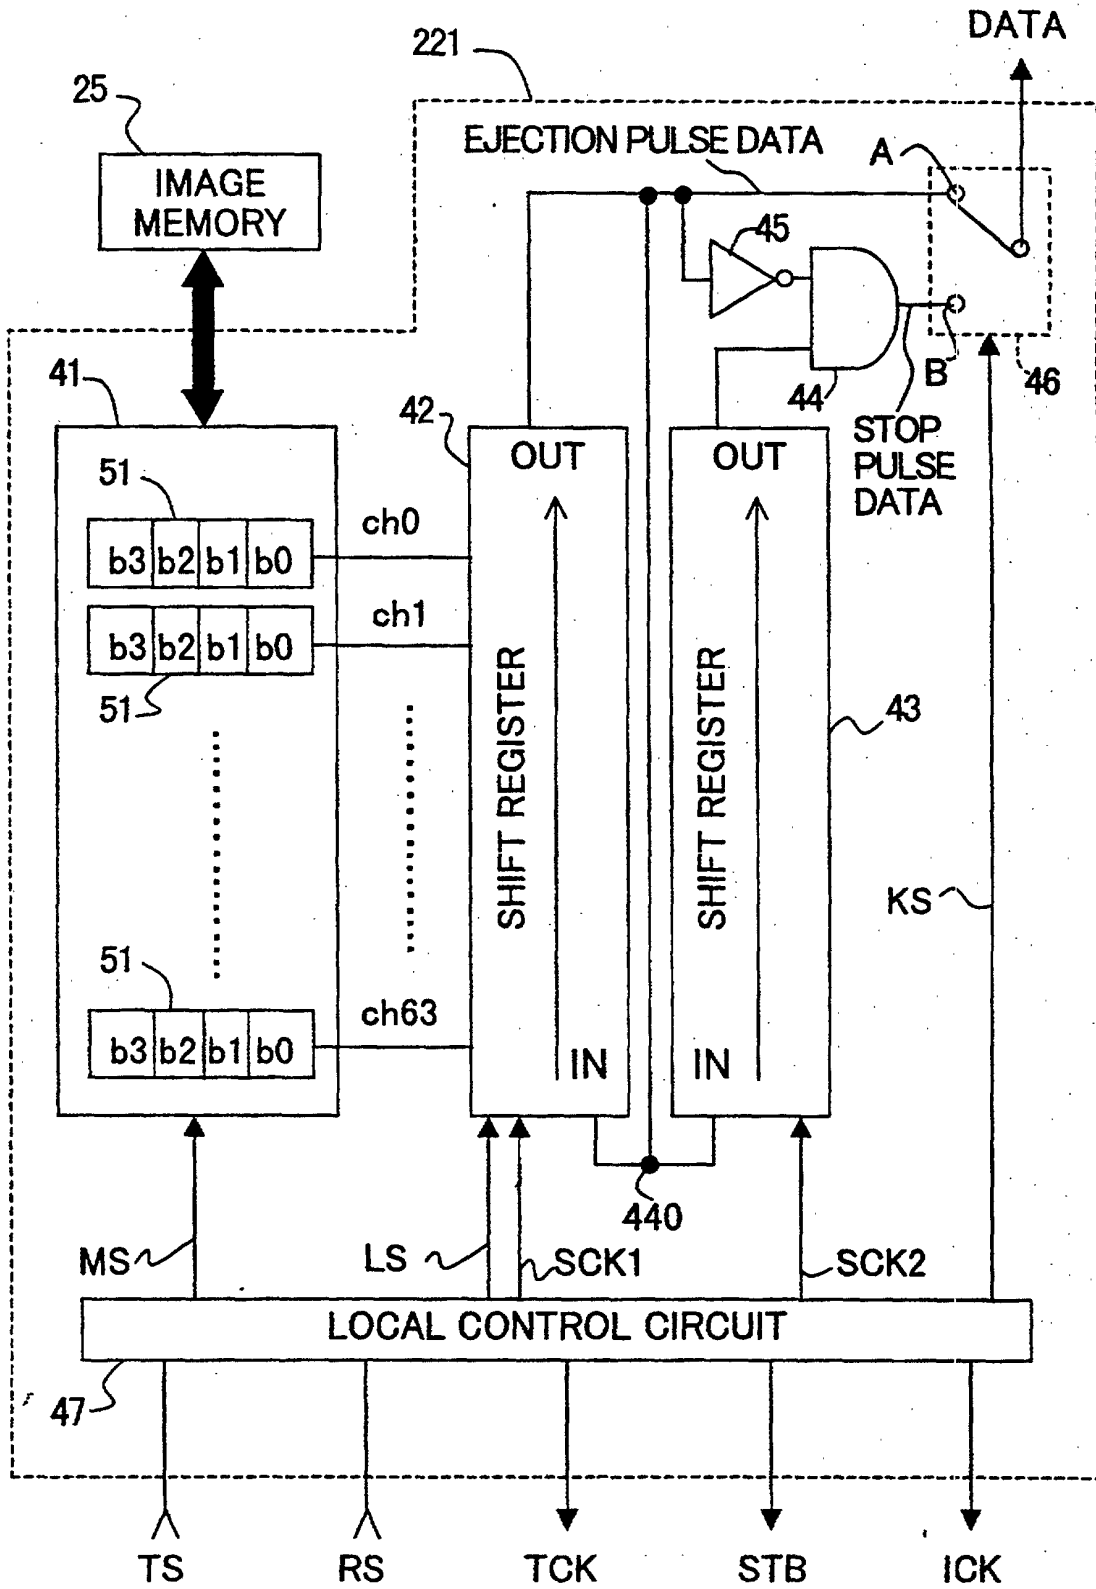 DATA
221
25
EJECTION PULSE DATA
A
IMAGE
MEMORY
45
B
46
44
41
42
STOP
PULSE
DATA
OUT
OUT
51
ch0
b3 b2 b1 b0
ch1
b3 b2 b1 b0
51
SHIFT REGISTER
SHIFT REGISTER
43
KS
51
ch63
b3 b2 b1 b0
IN
IN
440
MS
LS
SCK1
SCK2
LOCAL CONTROL CIRCUIT
47
TS
RS
TCK
STB
ICK